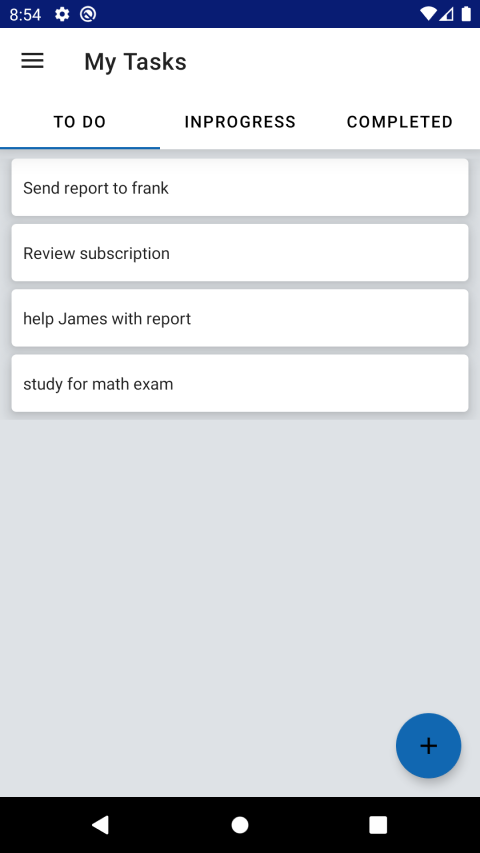 8:54
My Tasks
TO DO
INPROGRESS
COMPLETED
Send report to frank
Review subscription
help James with report
study for math exam